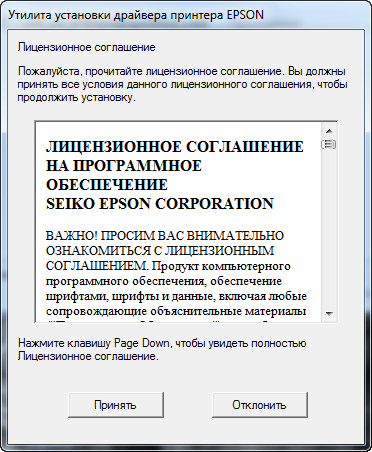 Утилита установки драйвера принтера EPSON
Лицензионное соглашение
Пожалуйста, прочитайте лицензионное соглашение. Вы должны
принять все условия данного лицензионного соглашения, чтобы
продолжить установку.
ЛИЦЕНЗИОННОЕ СОГЛАШЕНИЕ
НА ПРОГРАММНОЕ
ОБЕСПЕЧЕНИЕ
SEIKO EPSON CORPORATION
ВАЖНО! ПРОСИМ ВАС ВНИМАТЕЛЬНО
ОЗНАКОМИТЬСЯ С ЛИЦЕНЗИОННЫМ
СОГЛАШЕНИЕМ. Продукт компьютерного
программного обеспечения, обеспечение
шрифтами, шрифты и данные, включая любые
сопровождающие объяснительные материалы
Нажмите клавишу Page Down, чтобы увидеть полностью
Лицензионное соглашение.
Принять
Отклонить